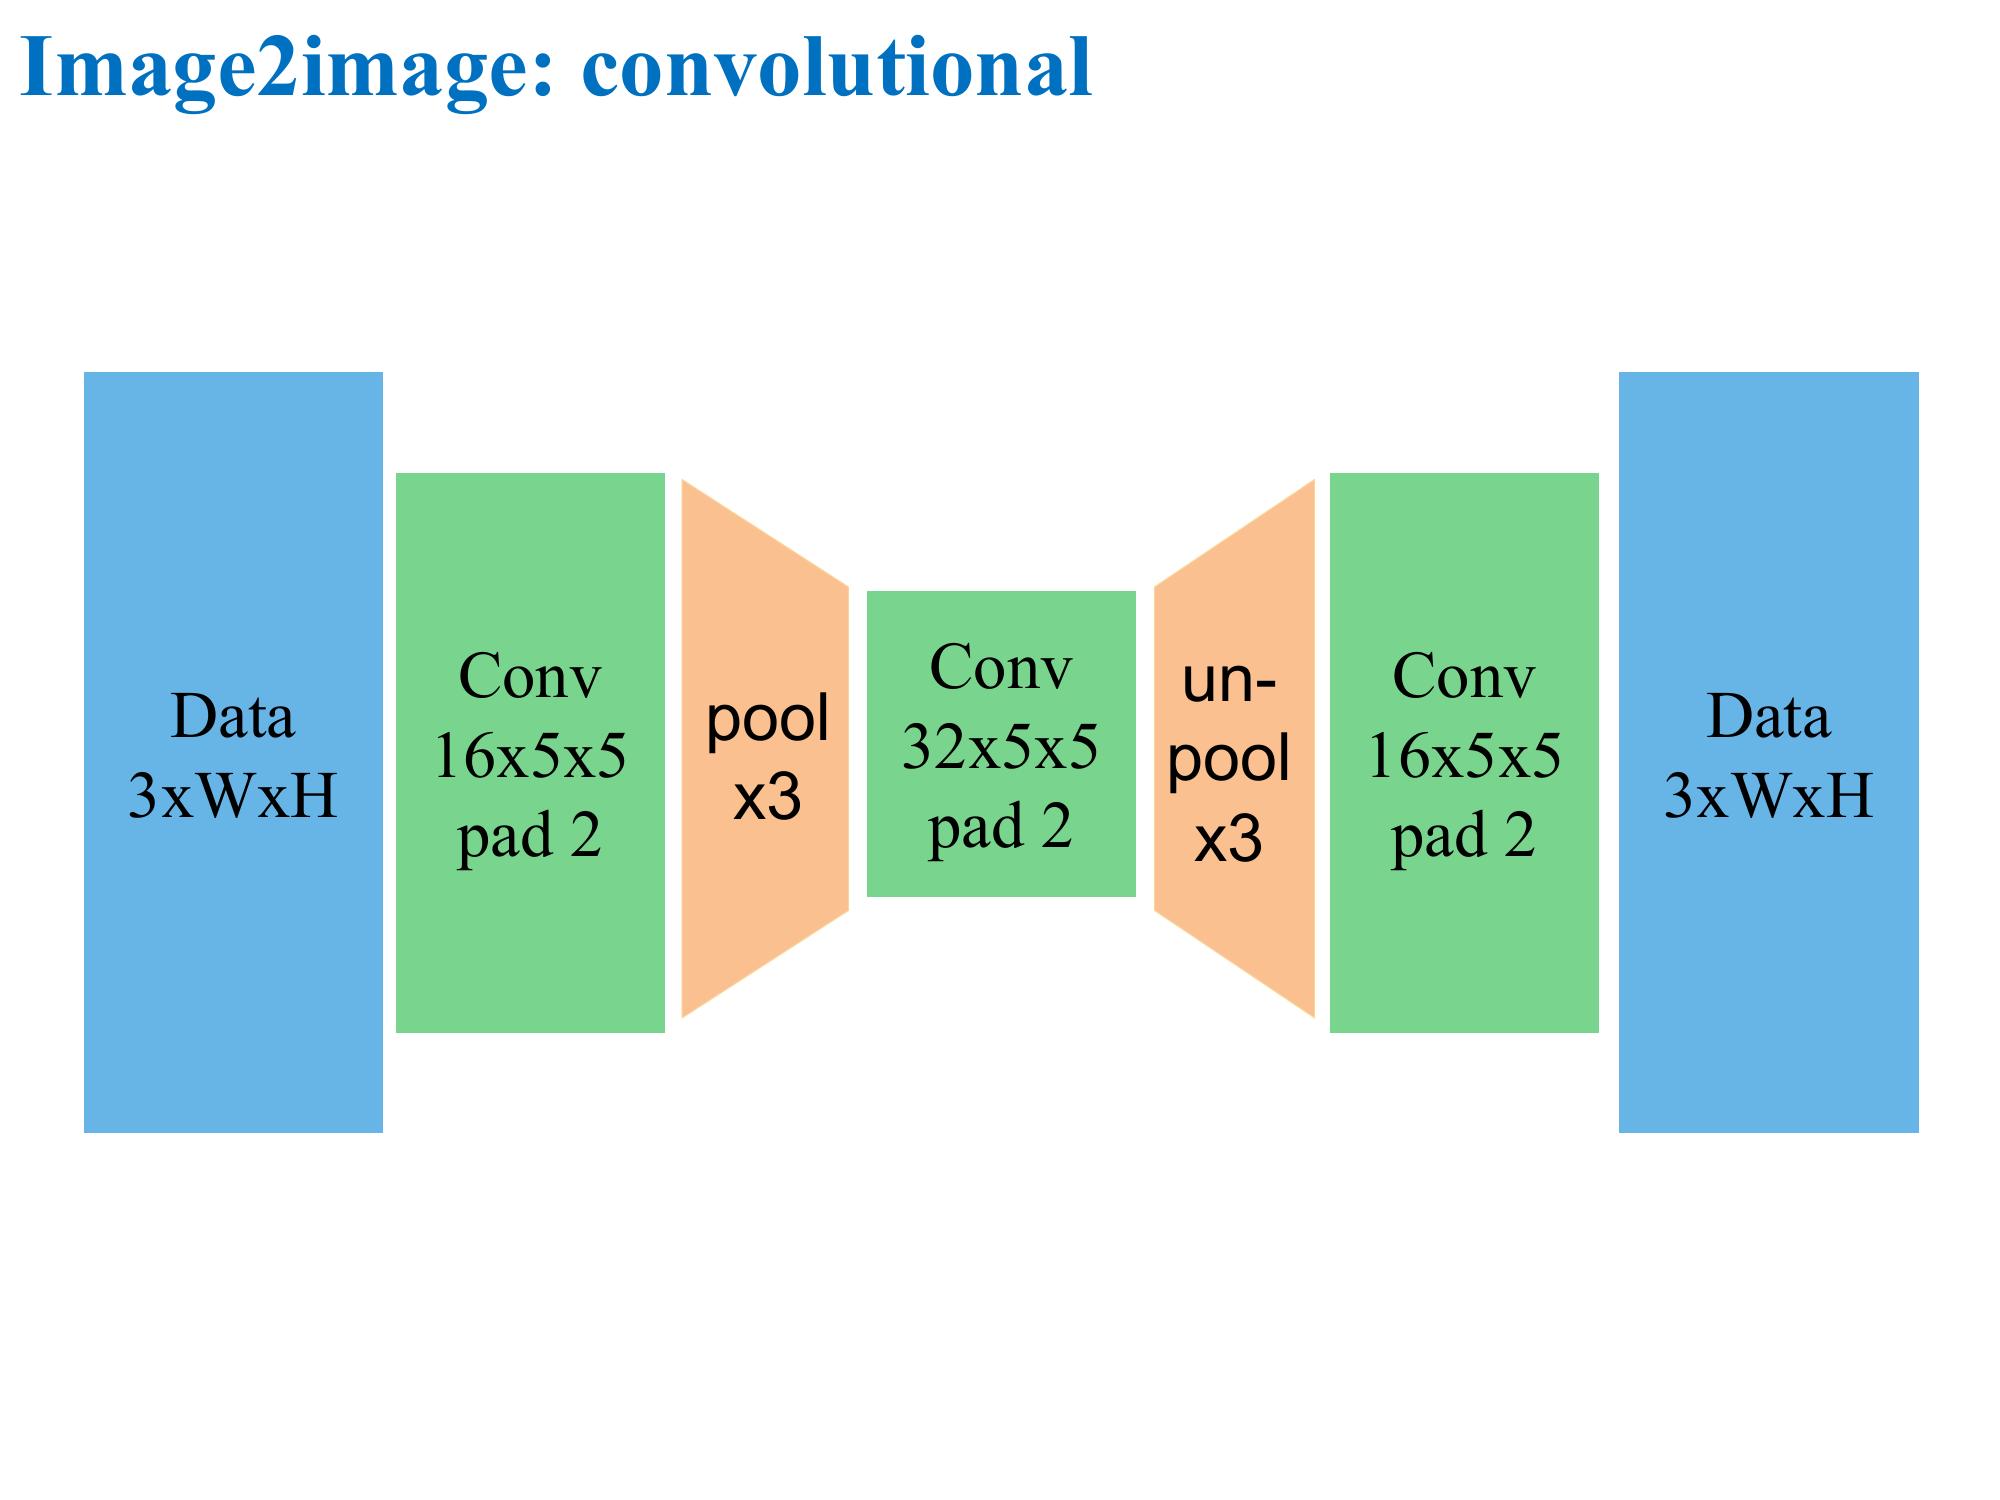 Image2image: convolutional
Data
3xWxH
Conv
16x5x5
pad 2
pool
x3
Conv
32x5x5
pad 2
un-
pool
x3
Conv
16x5x5
pad 2
Data
3xWxH